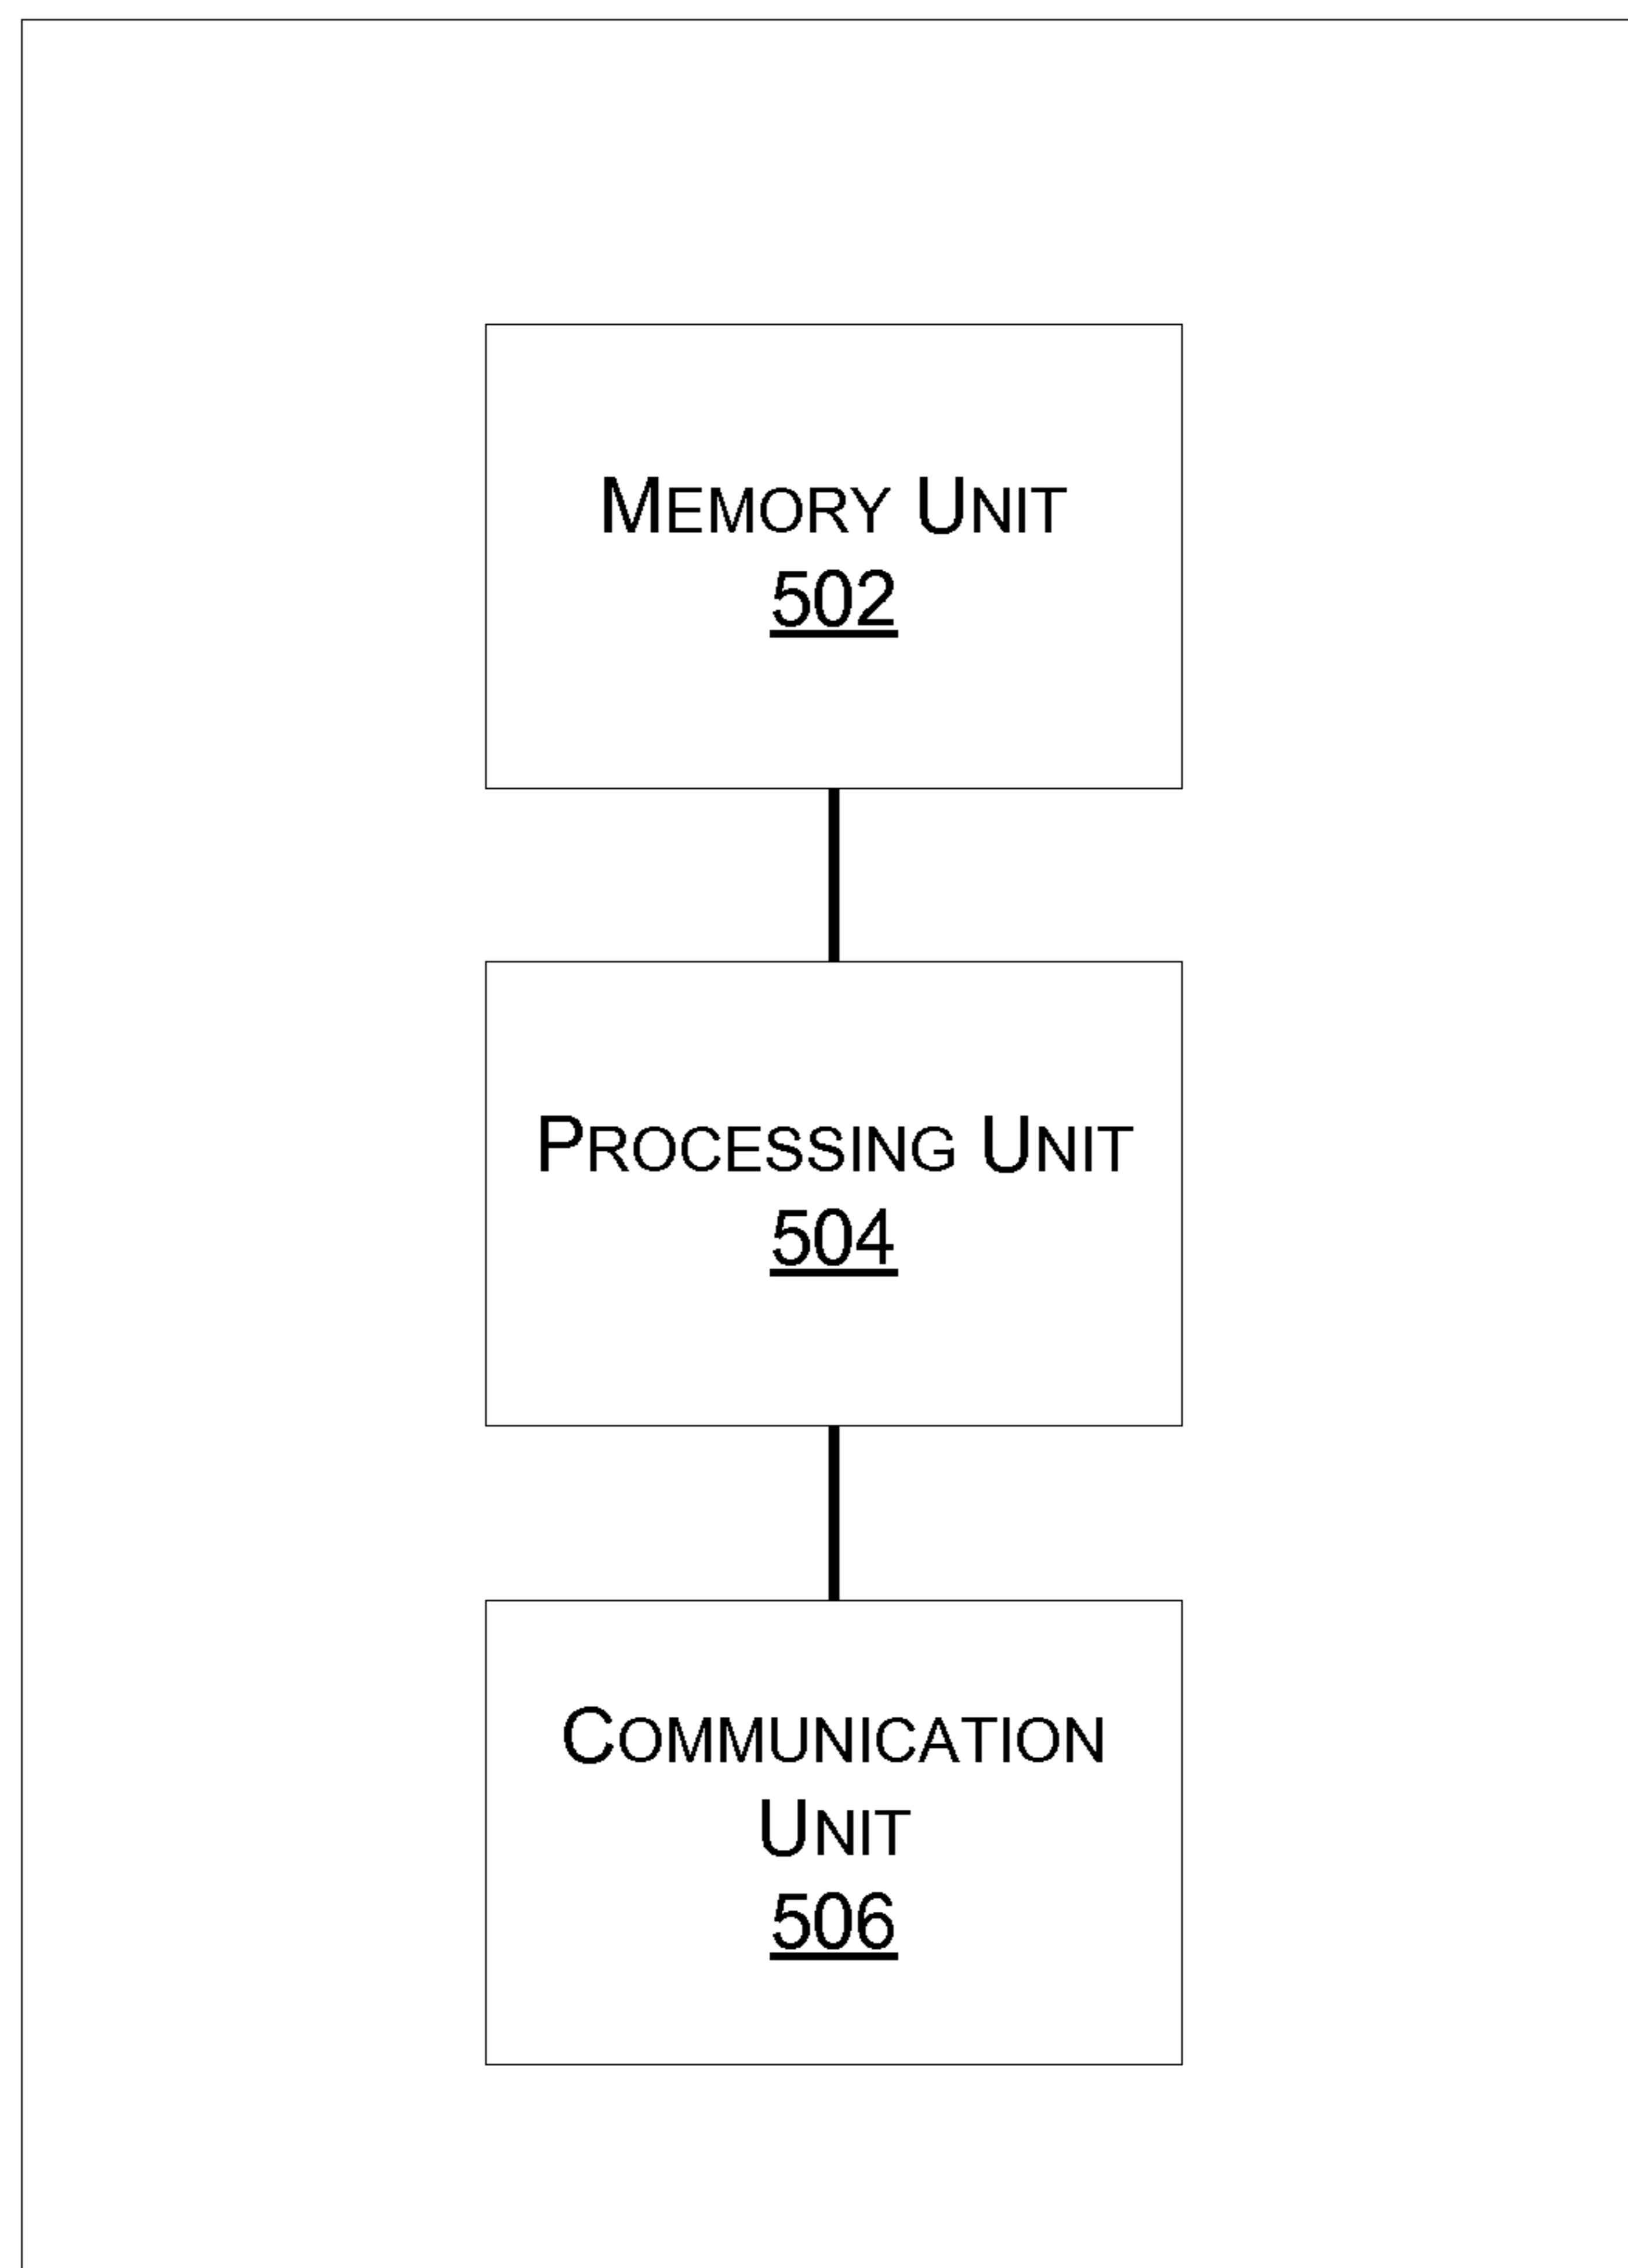 Memory Unit
502
Processing Unit
504
Communication
Unit
506